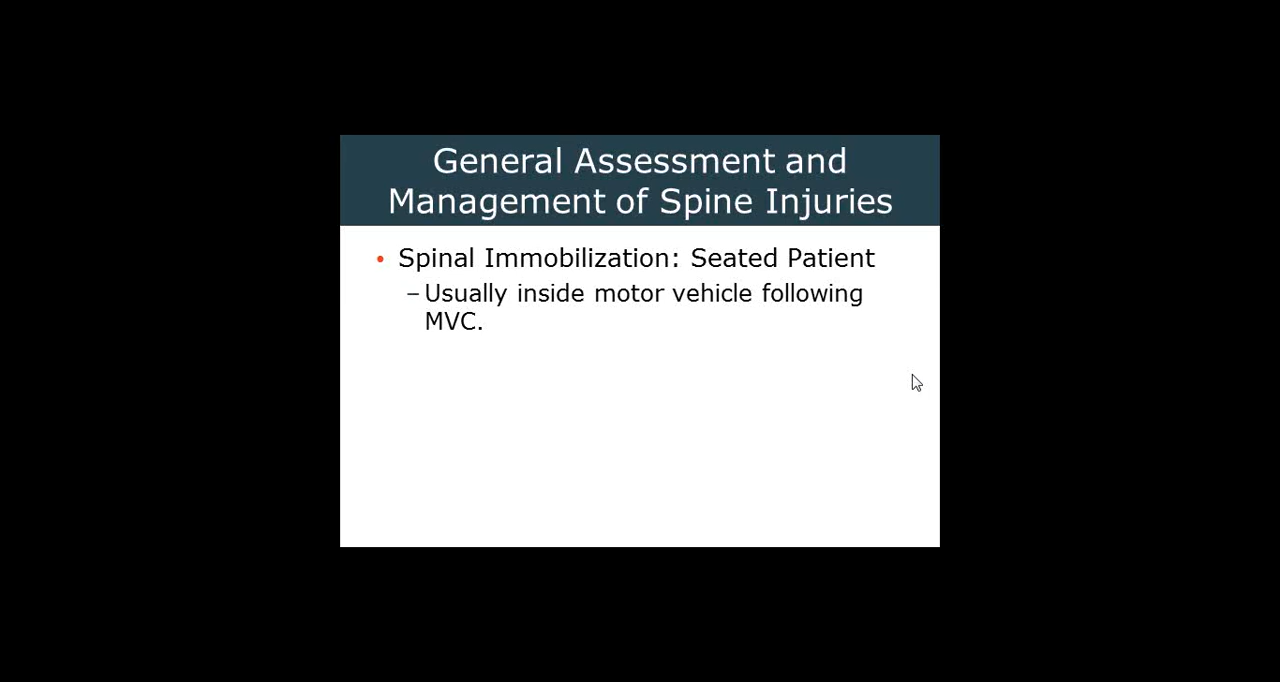 General Assessment and
Management of Spine Injuries
• Spinal Immobilization: Seated Patient
– Usually inside motor vehicle following
MVC.